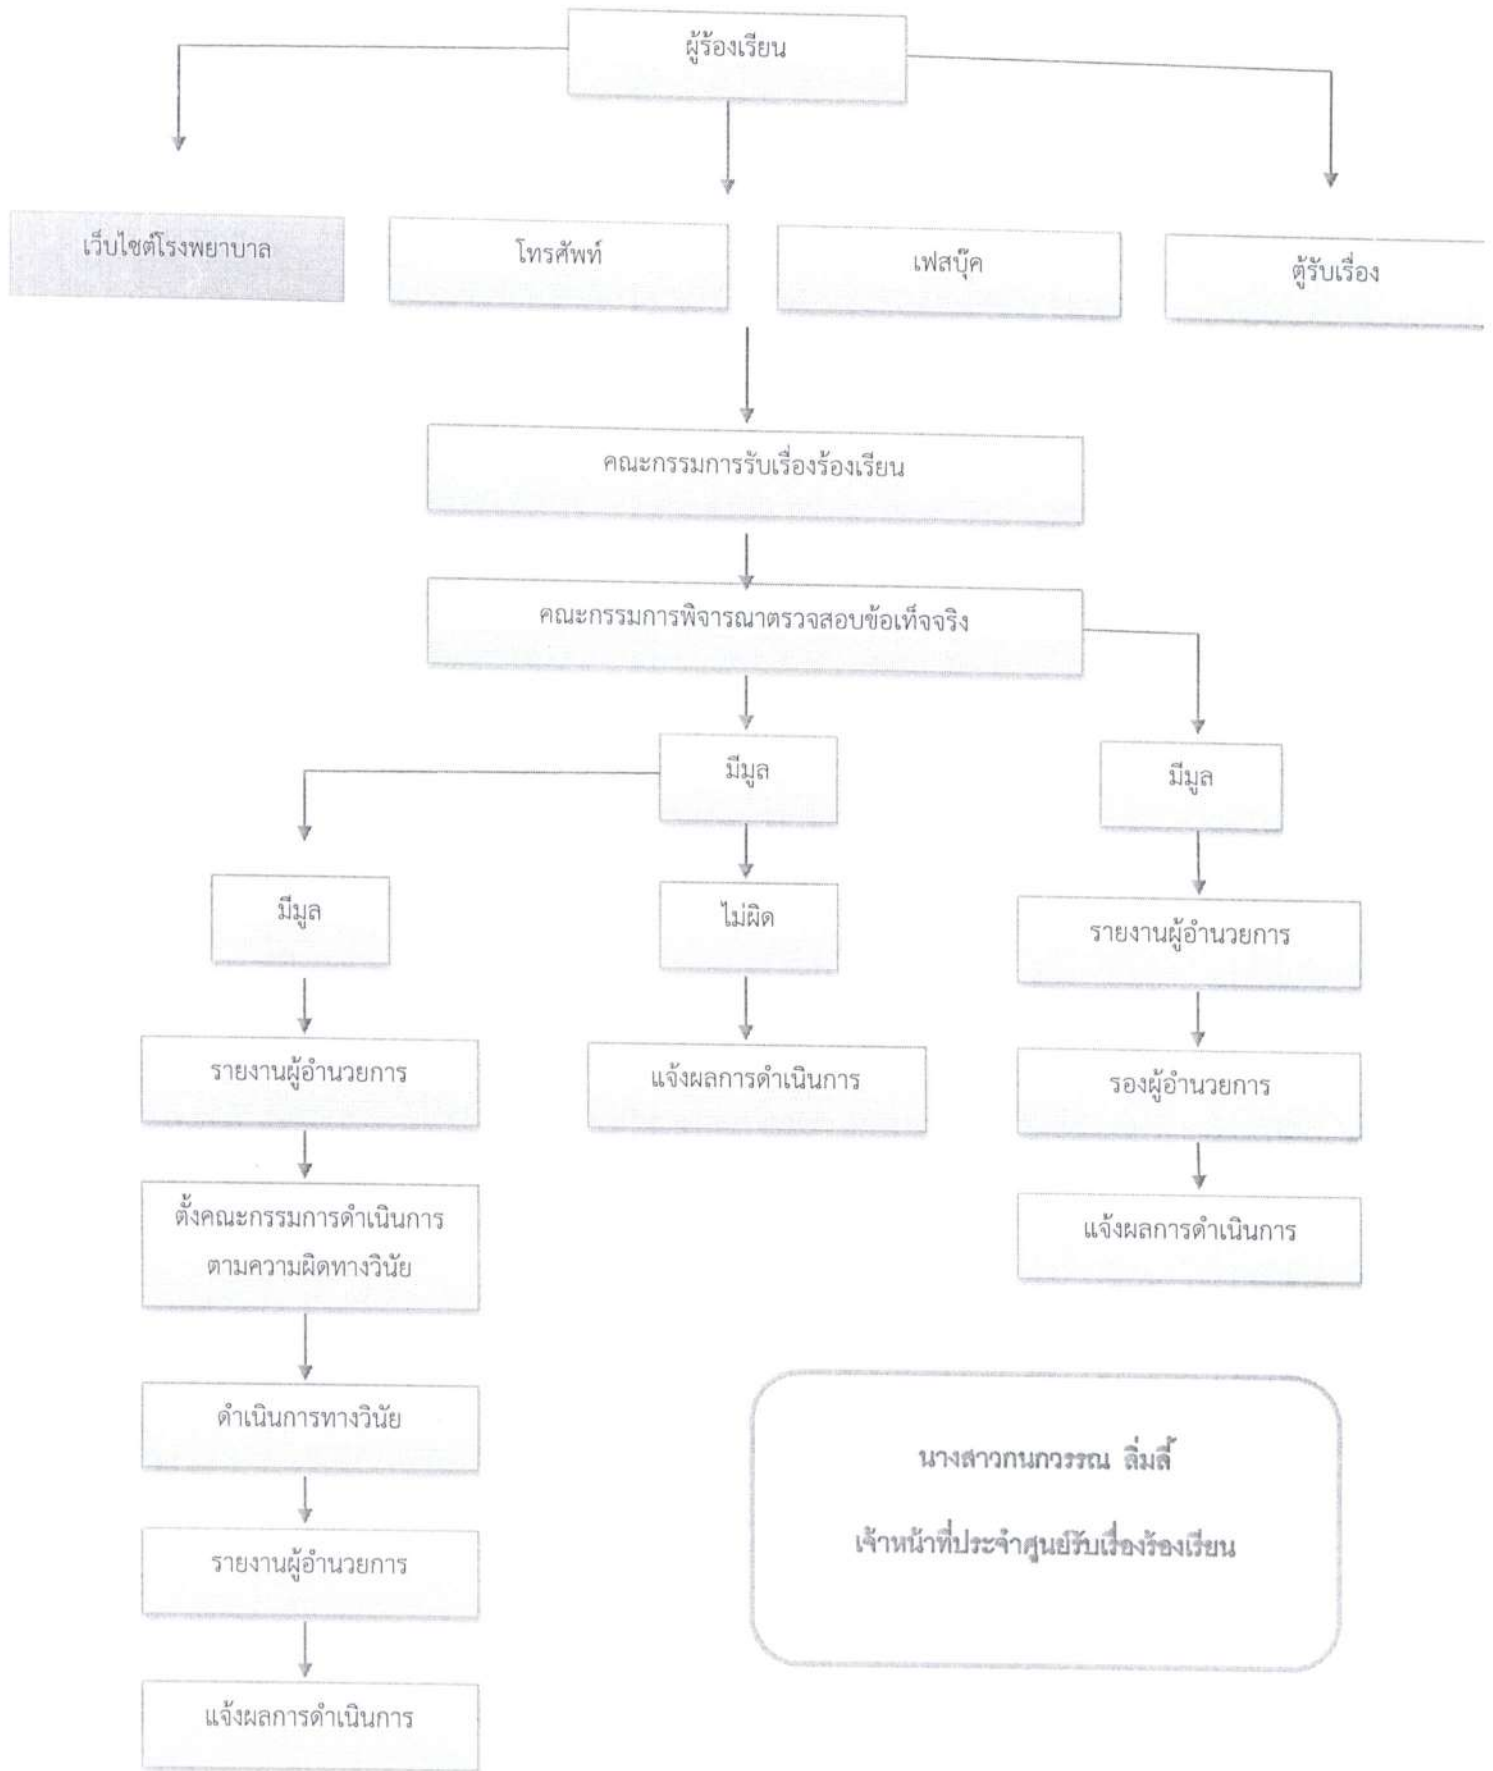 ผู้ร้องเรียน
เว็บไซต์โรงพยาบาล
โทรศัพท์
เฟสบุ๊ค
ตู้รับเรื่อง
คณะกรรมการรับเรื่องร้องเรียน
คณะกรรมการพิจารณาตรวจสอบข้อเท็จจริง
มีมูล
มีมูล
มีมูล
ไม่ผิด
รายงานผู้อำนวยการ
รายงานผู้อำนวยการ
แจ้งผลการดำเนินการ
รองผู้อำนวยการ
ตั้งคณะกรรมการดำเนินการ
ตามความผิดทางวินัย
แจ้งผลการดำเนินการ
ดำเนินการทางวินัย
นางสาวกนกวรรณ ลิ่มลี้
เจ้าหน้าที่ประจำศูนย์รับเรื่องร้องเรียน
รายงานผู้อำนวยการ
แจ้งผลการดำเนินการ